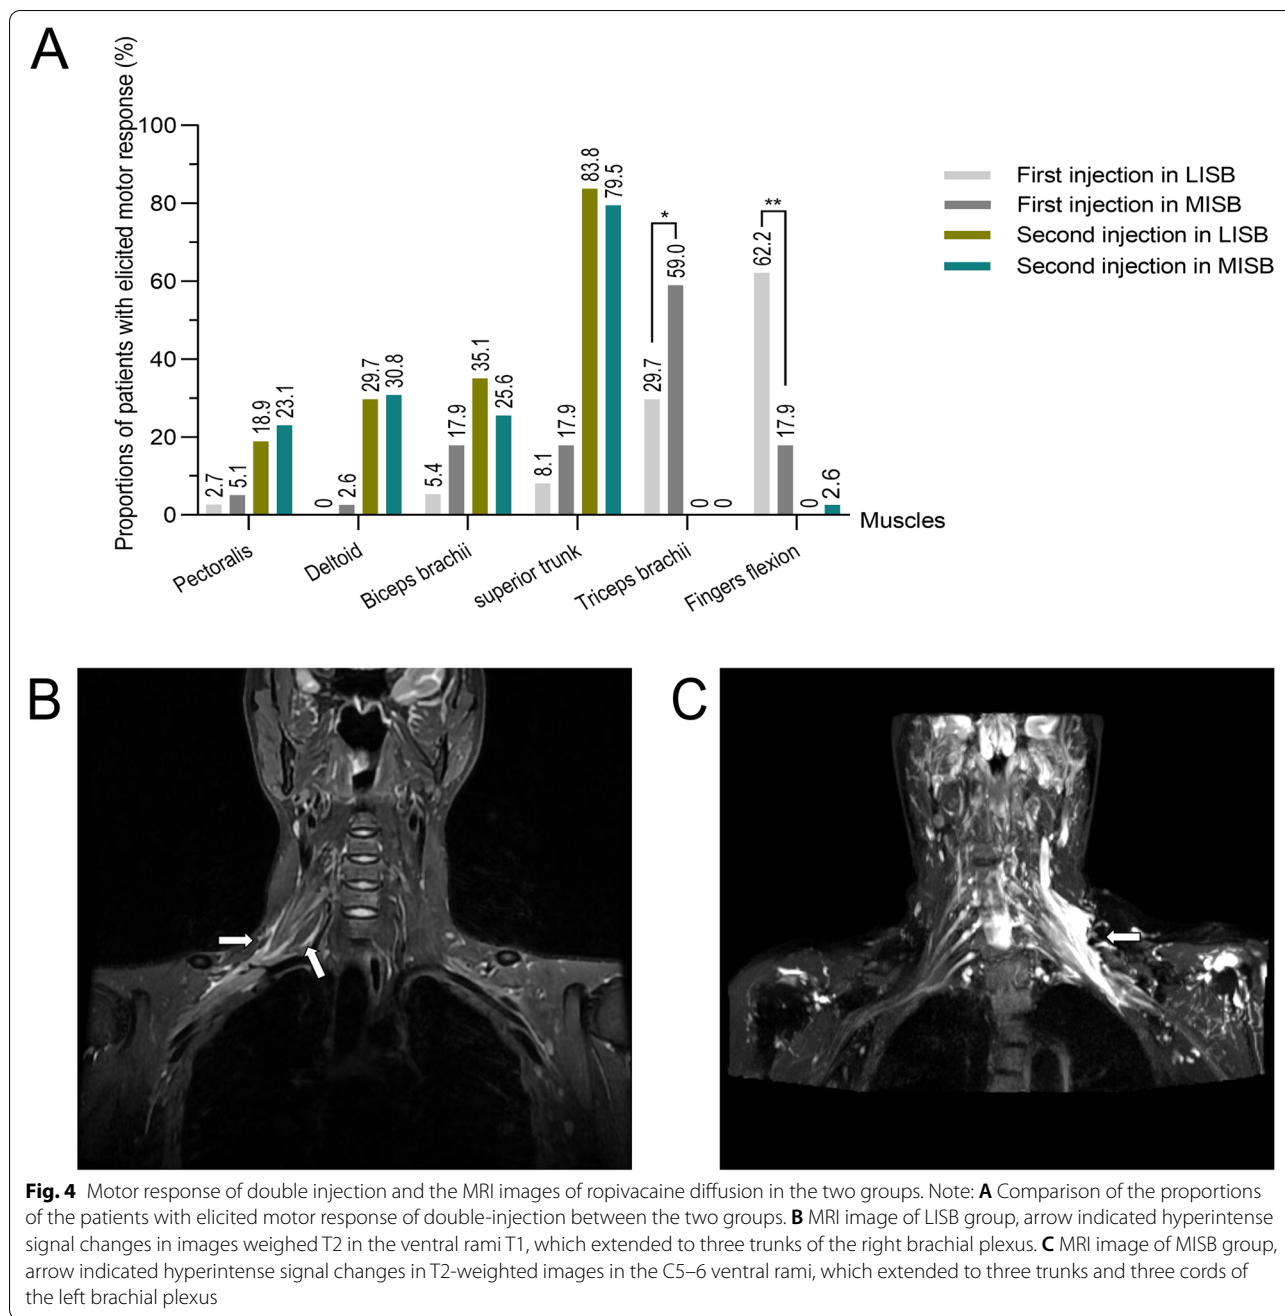 A
Proportions of patients with elicited motor response (%)
100
80
60
40
20
0
2.7
5.1
18.9
23.1
0
2.6
29.7
30.8
5.4
17.9
35.1
25.6
8.1
17.9
83.8
79.5
29.7
*
59.0
0
0
62.2
**
17.9
0
2.6
Muscles
Pectoralis
Deltoid
Biceps brachii
superior trunk
Triceps brachii
Fingers flexion
First injection in LISB
First injection in MISB
Second injection in LISB
Second injection in MISB
B
C
Fig. 4 Motor response of double injection and the MRI images of ropivacaine diffusion in the two groups. Note: A Comparison of the proportions
of the patients with elicited motor response of double-injection between the two groups. B MRI image of LISB group, arrow indicated hyperintense
signal changes in images weighed T2 in the ventral rami T1, which extended to three trunks of the right brachial plexus. C MRI image of MISB group,
arrow indicated hyperintense signal changes in T2-weighted images in the C5–6 ventral rami, which extended to three trunks and three cords of
the left brachial plexus